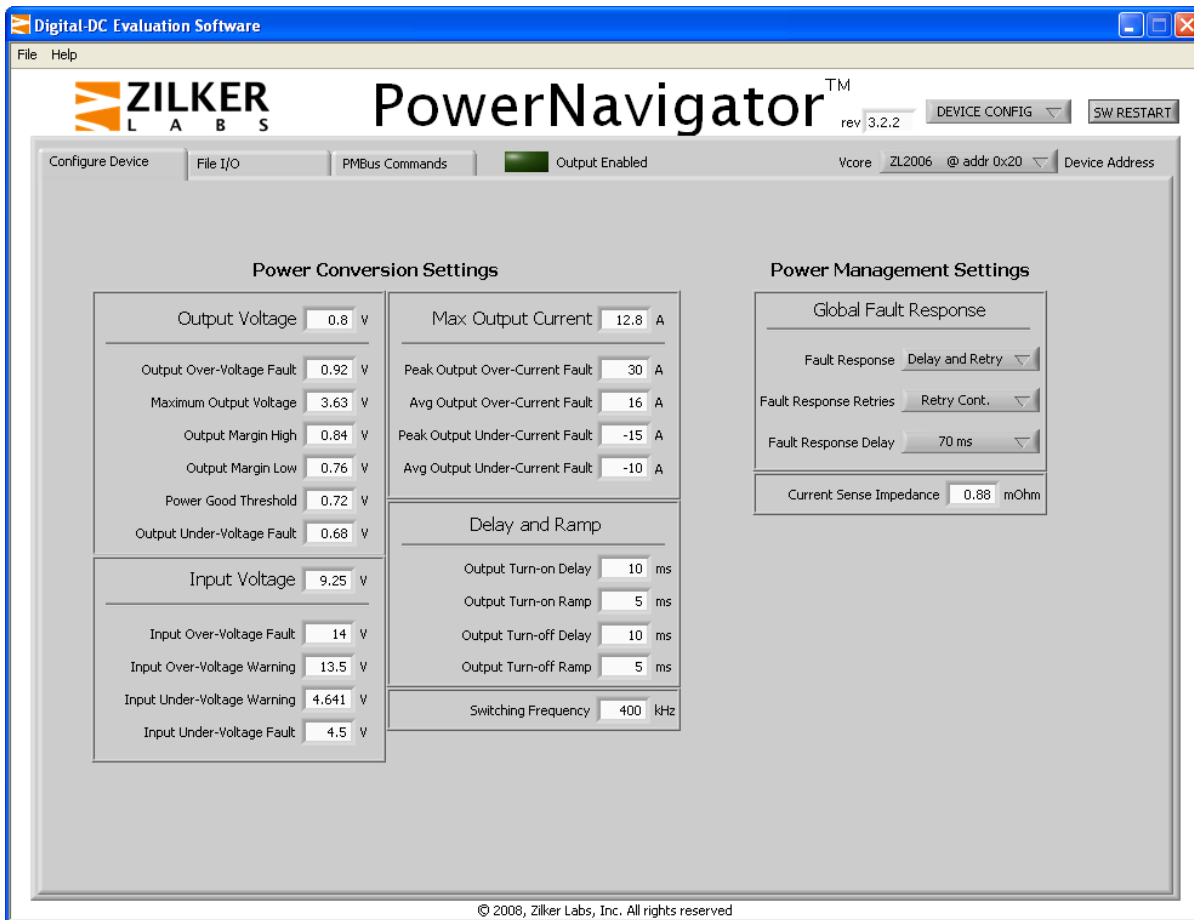 Digital-DC Evaluation Software
File Help
ZILKER
LABS
PowerNavigator™
rev 3.2.2
DEVICE CONFIG
SW RESTART
Configure Device
File I/O
PMBus Commands
Output Enabled
Vcore ZL2006 @ addr 0x20 Device Address
Power Conversion Settings
Output Voltage 0.8 V
Output Over-Voltage Fault 0.92 V
Maximum Output Voltage 3.63 V
Output Margin High 0.84 V
Output Margin Low 0.76 V
Power Good Threshold 0.72 V
Output Under-Voltage Fault 0.68 V
Input Voltage 9.25 V
Input Over-Voltage Fault 14 V
Input Over-Voltage Warning 13.5 V
Input Under-Voltage Warning 4.641 V
Input Under-Voltage Fault 4.5 V
Max Output Current 12.8 A
Peak Output Over-Current Fault 30 A
Avg Output Over-Current Fault 16 A
Peak Output Under-Current Fault -15 A
Avg Output Under-Current Fault -10 A
Delay and Ramp
Output Turn-on Delay 10 ms
Output Turn-on Ramp 5 ms
Output Turn-off Delay 10 ms
Output Turn-off Ramp 5 ms
Switching Frequency 400 kHz
Power Management Settings
Global Fault Response
Fault Response Delay and Retry
Fault Response Retries Retry Cont.
Fault Response Delay 70 ms
Current Sense Impedance 0.88 mOhm
© 2008, Zilker Labs, Inc. All rights reserved